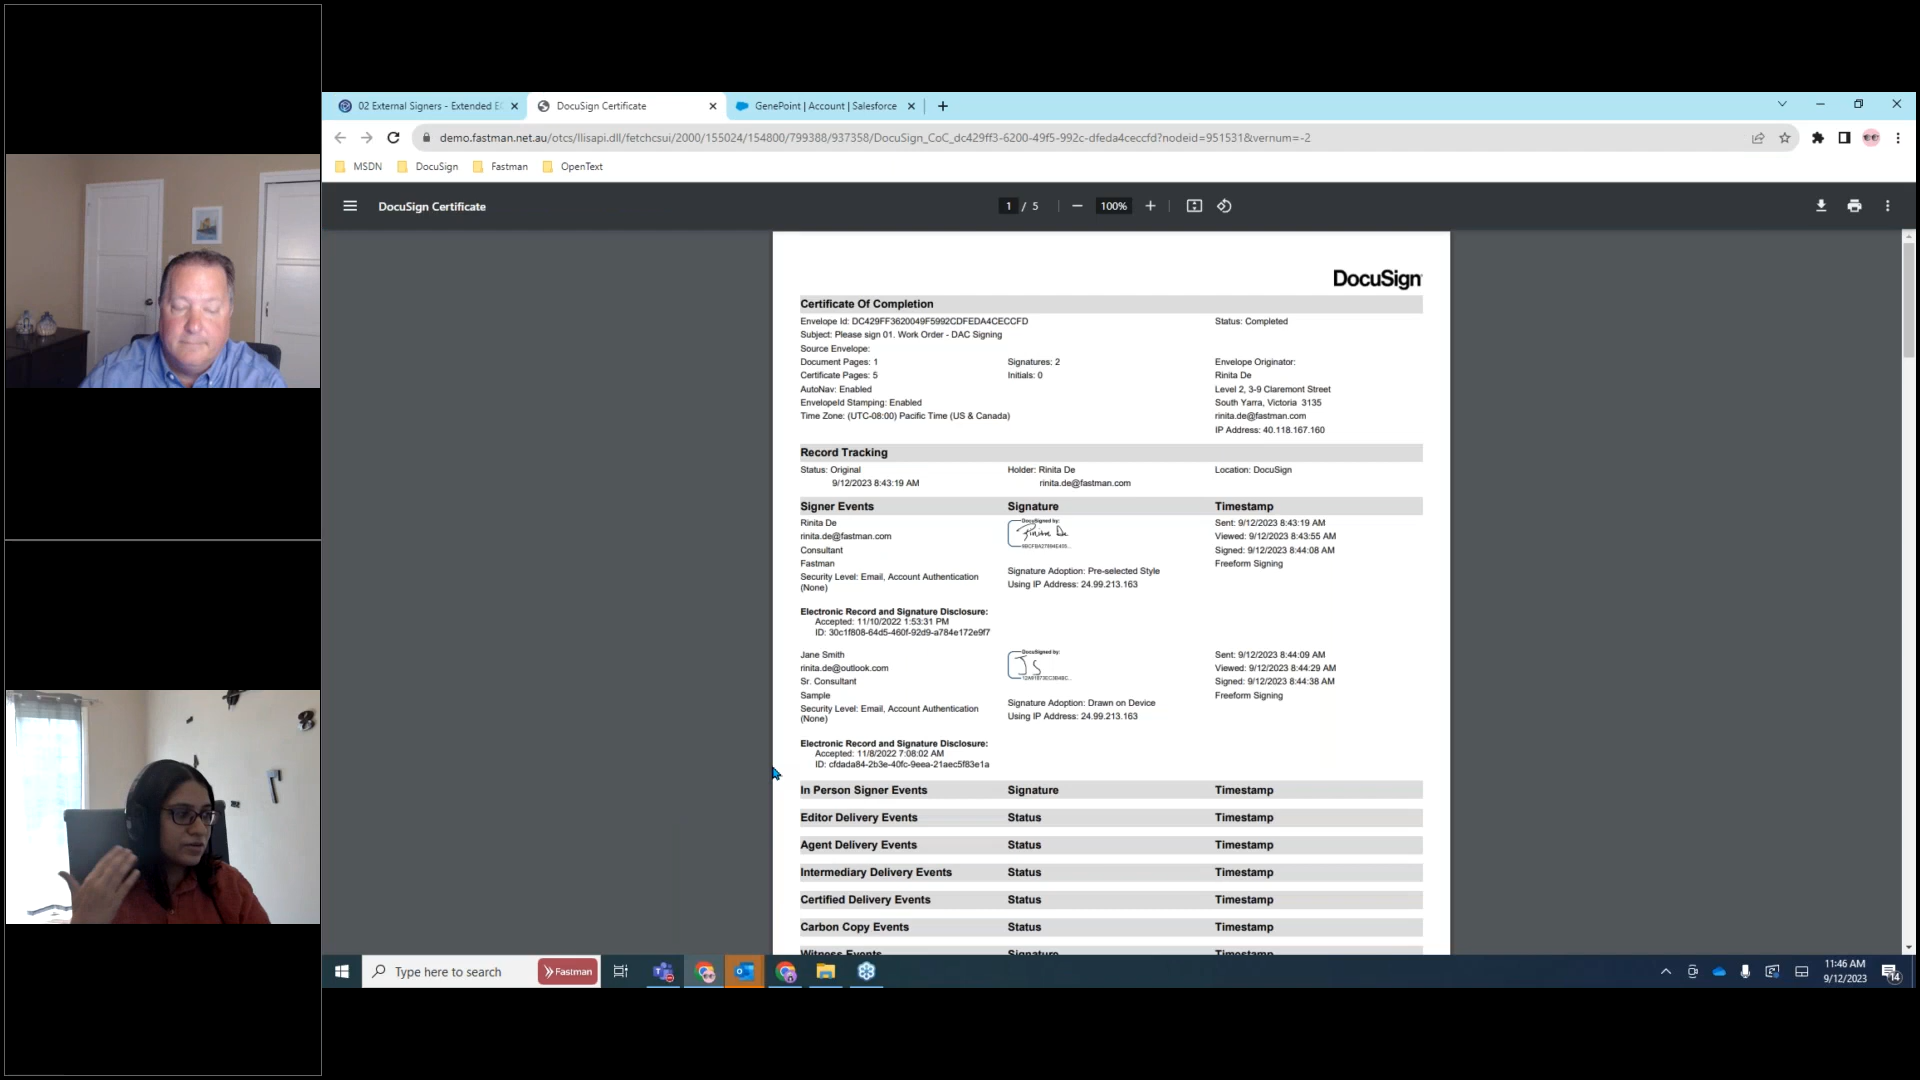 02 External Signers - Extended E
DocuSign Certificate
GenePoint | Account | Salesforce
demo.fastman.net.au/otcs/llisapi.dll/fetchcsui/2000/155024/154800/799388/937358/DocuSign_CoC_dc429ff3-6200-49f5-992c-dfeda4ceccfd?nodeid=951531&vernum=-2
MSDN DocuSign Fastman OpenText
DocuSign Certificate 1 / 5 100%
DocuSign
Certificate Of Completion
Envelope Id: DC429FF3620049F5992CDFEDA4CECCFD Status: Completed
Subject: Please sign 01. Work Order - DAC Signing
Source Envelope:
Document Pages: 1 Signatures: 2 Envelope Originator:
Certificate Pages: 5 Initials: 0 Rinita De
AutoNav: Enabled Level 2, 3-9 Claremont Street
EnvelopeId Stamping: Enabled South Yarra, Victoria 3135
Time Zone: (UTC-08:00) Pacific Time (US & Canada) rinita.de@fastman.com
IP Address: 40.118.167.160
Record Tracking
Status: Original Holder: Rinita De Location: DocuSign
9/12/2023 8:43:19 AM rinita.de@fastman.com
Signer Events Signature Timestamp
Rinita De DocuSigned by: Sent: 9/12/2023 8:43:19 AM
rinita.de@fastman.com Rinita De Viewed: 9/12/2023 8:43:55 AM
Consultant Signed: 9/12/2023 8:44:08 AM
Fastman Freeform Signing
Signature Adoption: Pre-selected Style
Security Level: Email, Account Authentication
(None) Using IP Address: 24.99.213.163
Electronic Record and Signature Disclosure:
Accepted: 11/10/2022 1:53:31 PM
ID: 30c1f808-64d5-460f-92d9-a784e172e9f7
Jane Smith DocuSigned by: Sent: 9/12/2023 8:44:09 AM
rinita.de@outlook.com JS Viewed: 9/12/2023 8:44:29 AM
Sr. Consultant Signed: 9/12/2023 8:44:38 AM
Sample Freeform Signing
Signature Adoption: Drawn on Device
Security Level: Email, Account Authentication
(None) Using IP Address: 24.99.213.163
Electronic Record and Signature Disclosure:
Accepted: 11/8/2022 7:08:02 AM
ID: cfdada84-2b3e-40fc-9eea-21aec5f83e1a
In Person Signer Events Signature Timestamp
Editor Delivery Events Status Timestamp
Agent Delivery Events Status Timestamp
Intermediary Delivery Events Status Timestamp
Certified Delivery Events Status Timestamp
Carbon Copy Events Status Timestamp
Witness Events Signature Timestamp
Type here to search Fastman
11:46 AM
9/12/2023
14